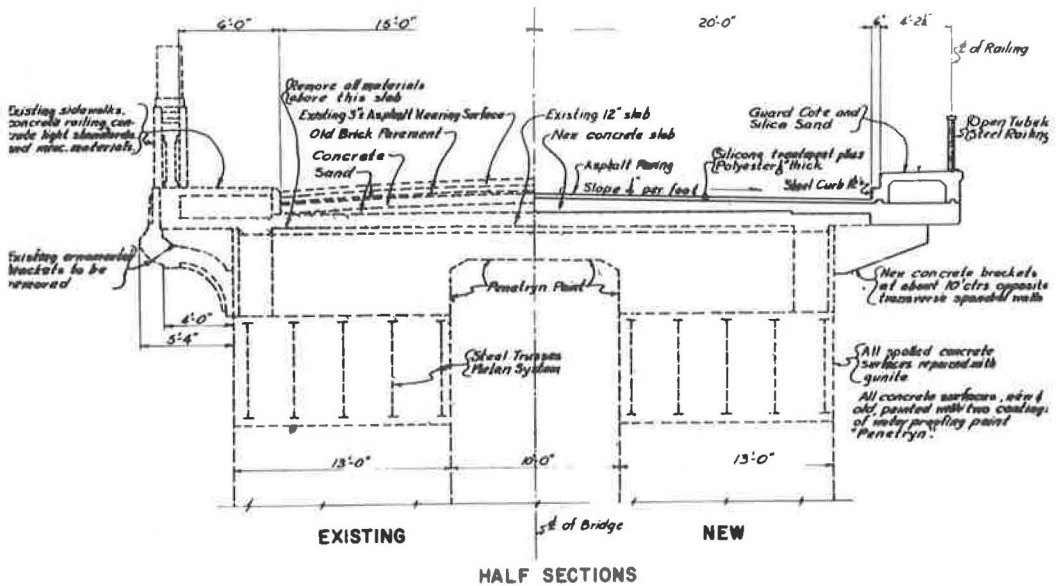 6'-0"
15'-0"
20'-0"
6"
4'-2½"
℄ of Railing
Existing sidewalks,
concrete railing, con-
crete light standards
and misc. materials
Remove all materials
above this slab
Existing 3" Asphalt Wearing Surface
Old Brick Pavement
Concrete
Sand
Existing 12" slab
New concrete slab
Asphalt Paving
Slope ¼" per foot
Silicone treatment plus
Polyester ⅛" thick
Steel Curb
Guard Cote and
Silica Sand
Open Tubular
Steel Railing
Existing ornamental
brackets to be
removed
4'-0"
5'-4"
Penetryn Paint
Steel Trusses
Melan System
New concrete brackets
at about 10' ctrs opposite
transverse spandrel walls
All spalled concrete
surfaces repaired with
gunite
All concrete surfaces, new &
old, painted with two coatings
of waterproofing paint
"Penetryn".
13'-0"
10'-0"
13'-0"
EXISTING
℄ of Bridge
NEW
HALF SECTIONS